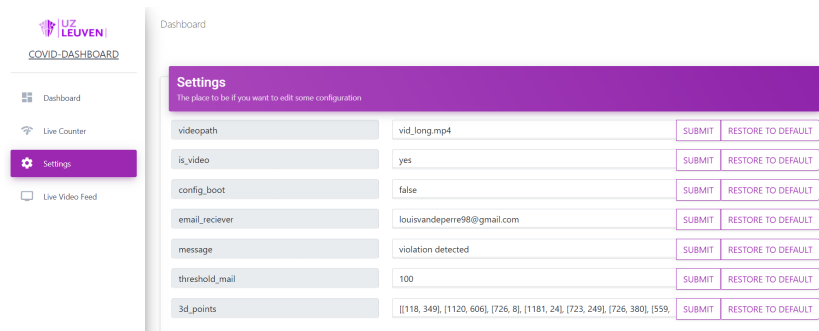 UZ
LEUVEN
COVID-DASHBOARD
Dashboard
Live Counter
Settings
Live Video Feed
Dashboard
Settings
The place to be if you want to edit some configuration
videopath vid_long.mp4 SUBMIT RESTORE TO DEFAULT
is_video yes SUBMIT RESTORE TO DEFAULT
config_boot false SUBMIT RESTORE TO DEFAULT
email_reciever louisvandeperre98@gmail.com SUBMIT RESTORE TO DEFAULT
message violation detected SUBMIT RESTORE TO DEFAULT
threshold_mail 100 SUBMIT RESTORE TO DEFAULT
3d_points [[118, 349], [1120, 606], [726, 8], [1181, 24], [723, 249], [726, 380], [559, SUBMIT RESTORE TO DEFAULT